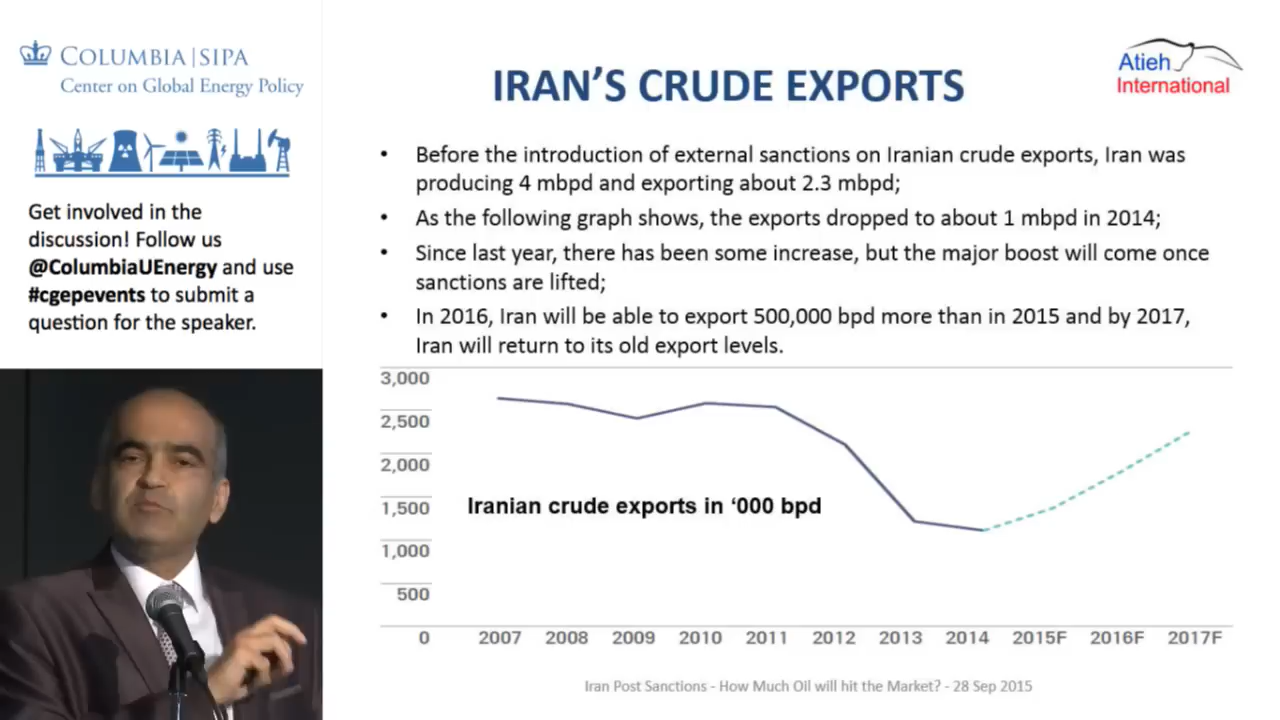 COLUMBIA | SIPA
Center on Global Energy Policy
Get involved in the
discussion! Follow us
@ColumbiaUEnergy and use
#cgepevents to submit a
question for the speaker.
IRAN’S CRUDE EXPORTS
Atieh
International
• Before the introduction of external sanctions on Iranian crude exports, Iran was
producing 4 mbpd and exporting about 2.3 mbpd;
• As the following graph shows, the exports dropped to about 1 mbpd in 2014;
• Since last year, there has been some increase, but the major boost will come once
sanctions are lifted;
• In 2016, Iran will be able to export 500,000 bpd more than in 2015 and by 2017,
Iran will return to its old export levels.
3,000
2,500
2,000
1,500
1,000
500
0
Iranian crude exports in ‘000 bpd
2007 2008 2009 2010 2011 2012 2013 2014 2015F 2016F 2017F
Iran Post Sanctions - How Much Oil will hit the Market? - 28 Sep 2015